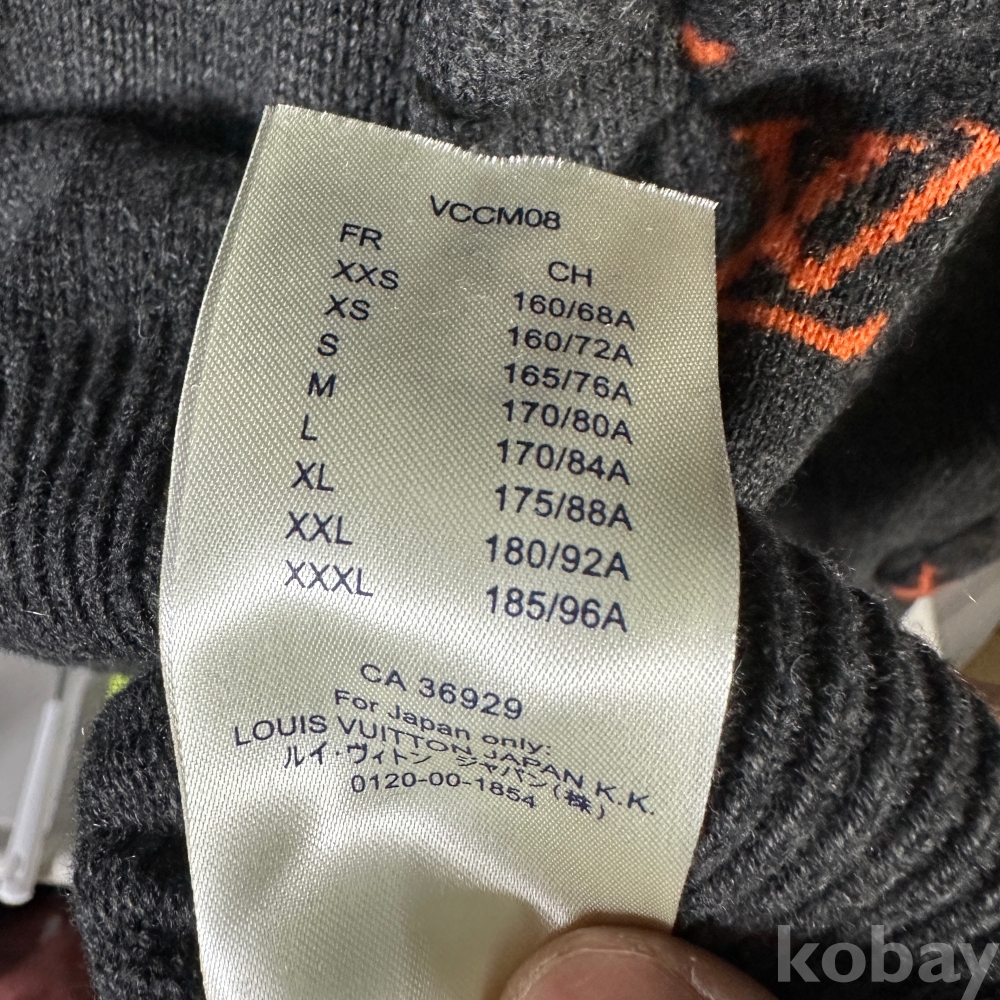 VCCM08
FR CH
XXS 160/68A
XS 160/72A
S 165/76A
M 170/80A
L 170/84A
XL 175/88A
XXL 180/92A
XXXL 185/96A
CA 36929
For Japan only:
LOUIS VUITTON JAPAN K.K.
ルイ・ヴィトン ジャパン(株)
0120-00-1854
LV
kobay